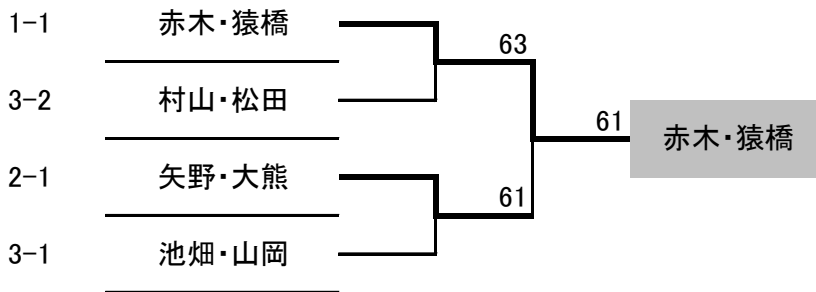 1-1 赤木・猿橋
63
3-2 村山・松田
61 赤木・猿橋
2-1 矢野・大熊
61
3-1 池畑・山岡